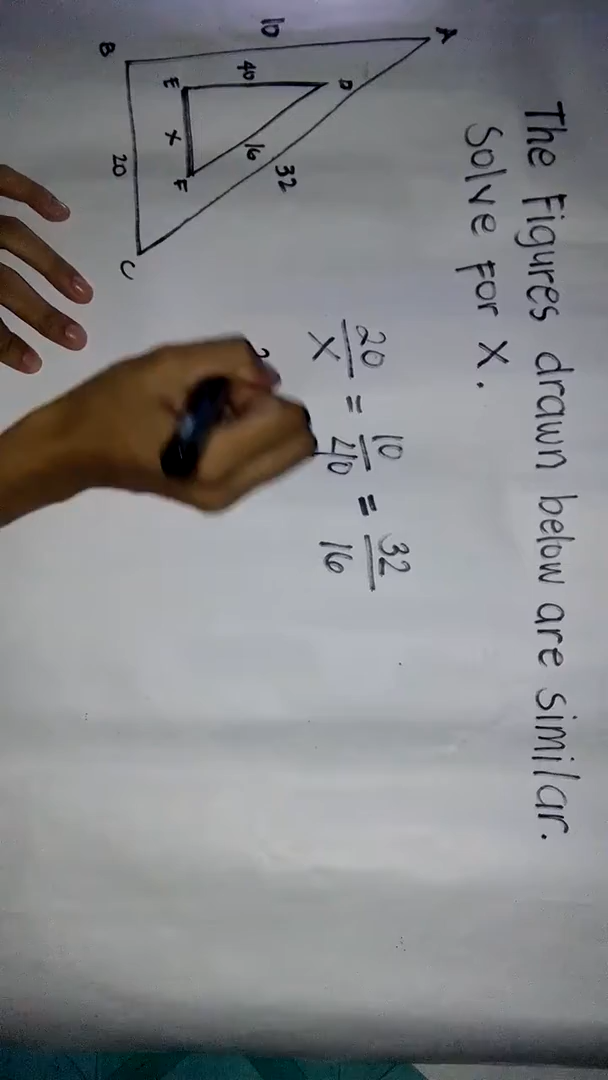 The Figures drawn below are similar.
Solve For X.
A
10
B
D
40
E
16
32
X
F
20
C
20/X = 10/40 = 32/16